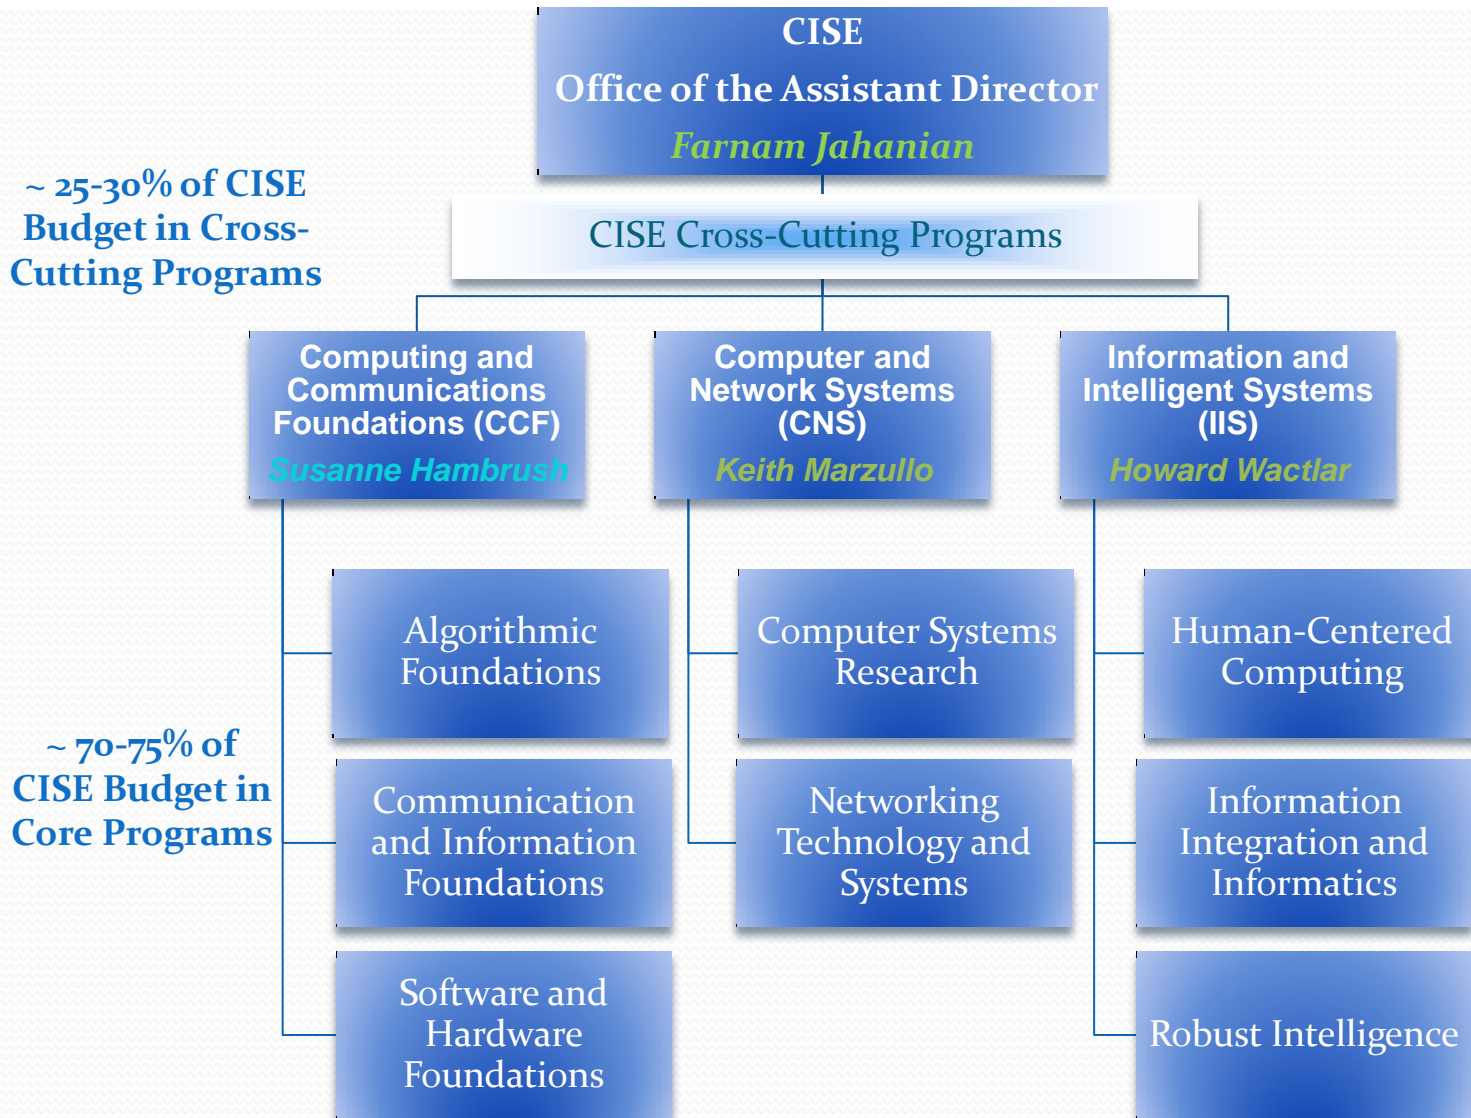 CISE
Office of the Assistant Director
Farnam Jahanian
~ 25-30% of CISE
Budget in Cross-
Cutting Programs
CISE Cross-Cutting Programs
Computing and
Communications
Foundations (CCF)
Susanne Hambrush
Computer and
Network Systems
(CNS)
Keith Marzullo
Information and
Intelligent Systems
(IIS)
Howard Wactlar
~ 70-75% of
CISE Budget in
Core Programs
Algorithmic
Foundations
Computer Systems
Research
Human-Centered
Computing
Communication
and Information
Foundations
Networking
Technology and
Systems
Information
Integration and
Informatics
Software and
Hardware
Foundations
Robust Intelligence